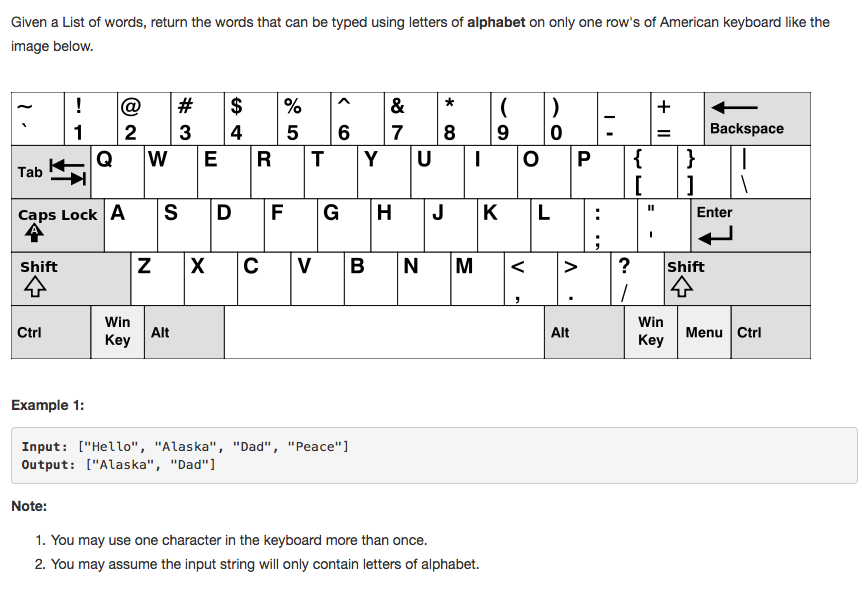 Given a List of words, return the words that can be typed using letters of alphabet on only one row's of American keyboard like the
image below.
~ ! @ # $ % ^ & * ( ) _ +
` 1 2 3 4 5 6 7 8 9 0 - = Backspace
Tab Q W E R T Y U I O P { } |
[ ] \
Caps Lock A S D F G H J K L : " Enter
A ; '
Shift Z X C V B N M < > ? Shift
, . /
Ctrl Win Key Alt Alt Win Key Menu Ctrl
Example 1:
Input: ["Hello", "Alaska", "Dad", "Peace"]
Output: ["Alaska", "Dad"]
Note:
1. You may use one character in the keyboard more than once.
2. You may assume the input string will only contain letters of alphabet.